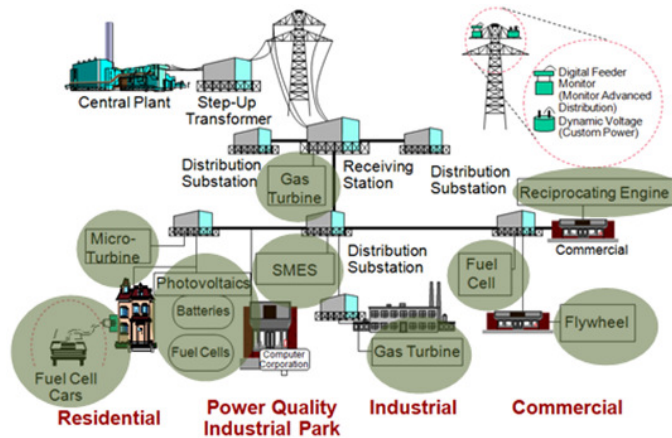 Central Plant
Step-Up
Transformer
Digital Feeder
Monitor
(Monitor Advanced
Distribution)
Dynamic Voltage
(Custom Power)
Distribution
Substation
Gas
Turbine
Receiving
Station
Distribution
Substation
Reciprocating Engine
Commercial
Micro-
Turbine
Photovoltaics
Batteries
Fuel Cells
SMES
Distribution
Substation
Fuel
Cell
Flywheel
Computer
Corporation
Gas Turbine
Fuel Cell
Cars
Residential
Power Quality
Industrial Park
Industrial
Commercial